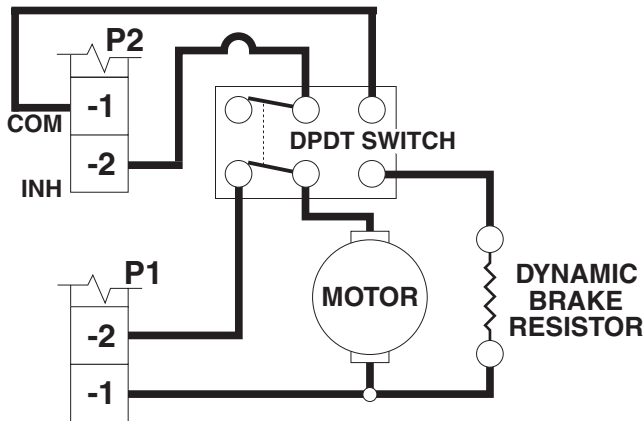 P2
-1
COM
-2
INH
DPDT SWITCH
P1
-2
-1
MOTOR
DYNAMIC
BRAKE
RESISTOR